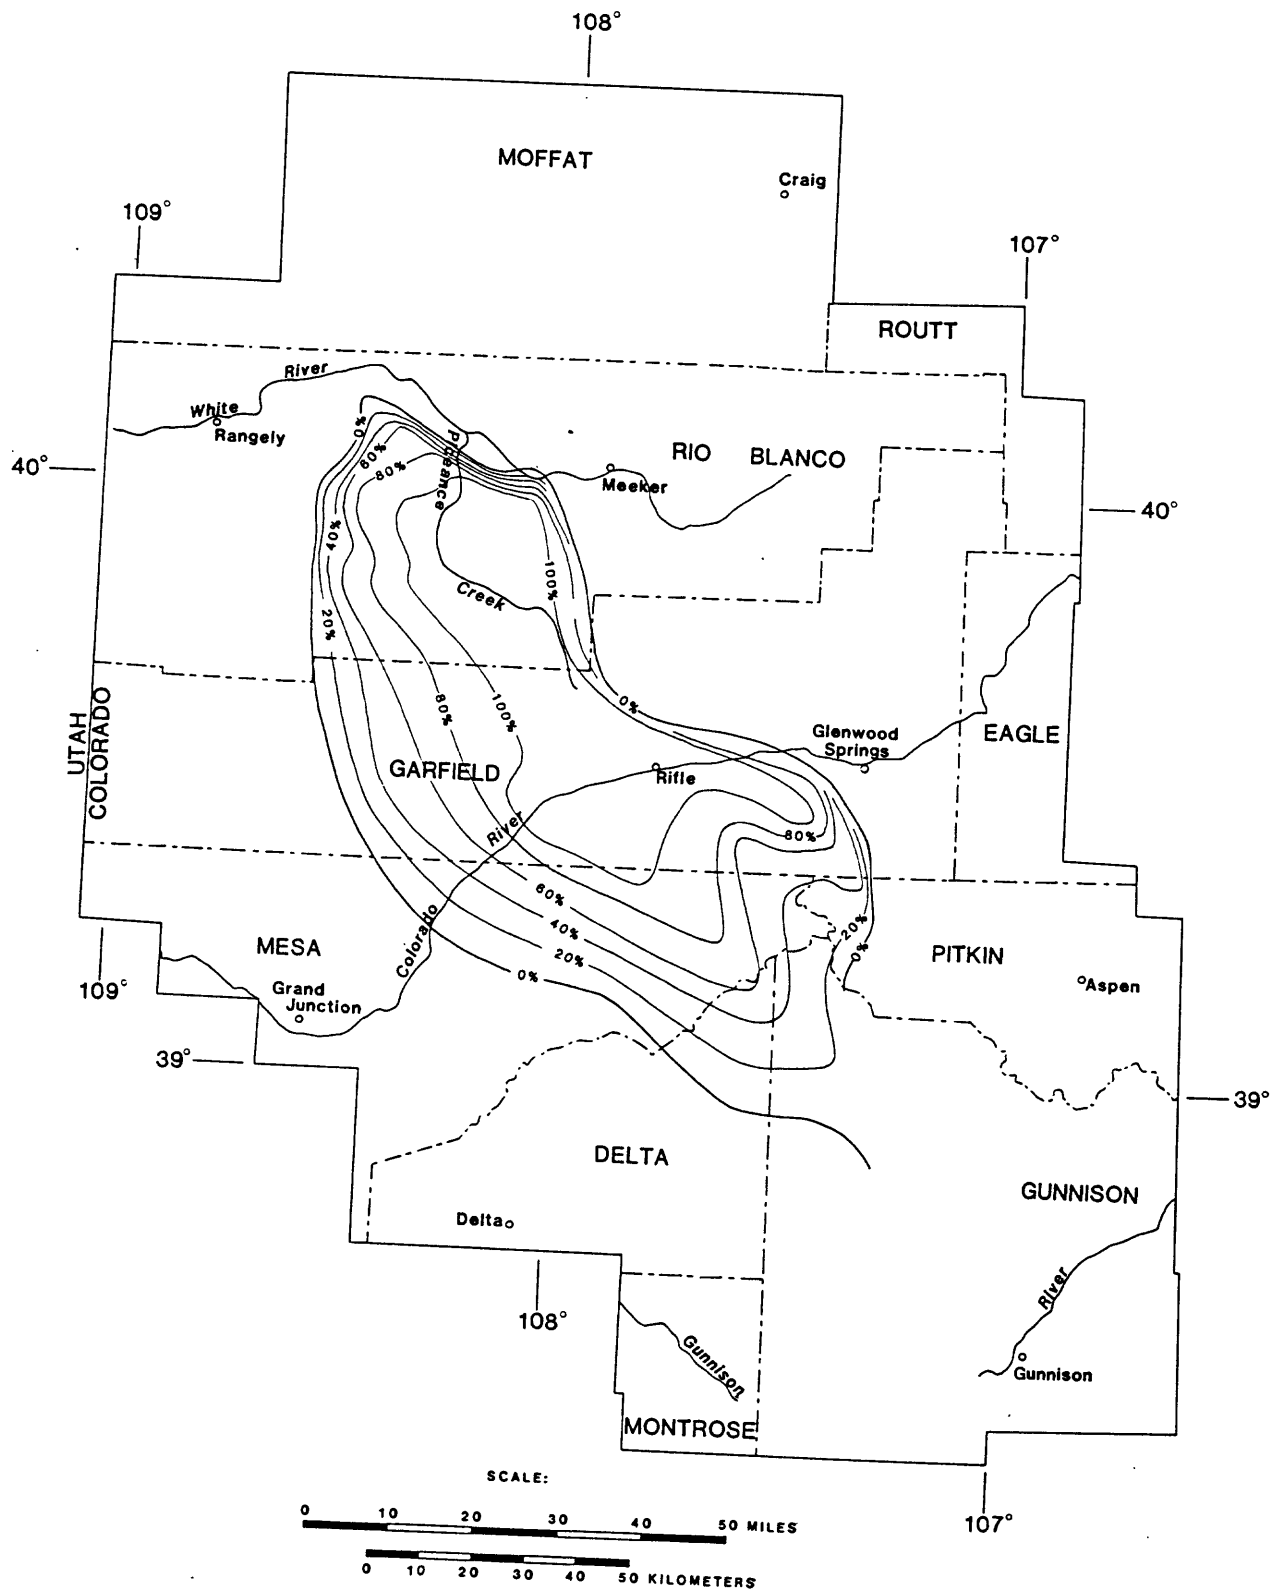 108°
MOFFAT
Craig
109°
107°
ROUTT
River
White
Rangely
0%
60%
80%
Piceance
RIO BLANCO
40°
Meeker
40°
40%
100%
Creek
20%
0%
80%
100%
UTAH
COLORADO
Glenwood
Springs
EAGLE
GARFIELD
Rifle
River
80%
60%
40%
20%
0%
20%
0%
Colorado
MESA
PITKIN
Grand
Junction
Aspen
109°
39°
39°
DELTA
GUNNISON
Delta
River
108°
Gunnison
Gunnison
MONTROSE
107°
SCALE:
0 10 20 30 40 50 MILES
0 10 20 30 40 50 KILOMETERS